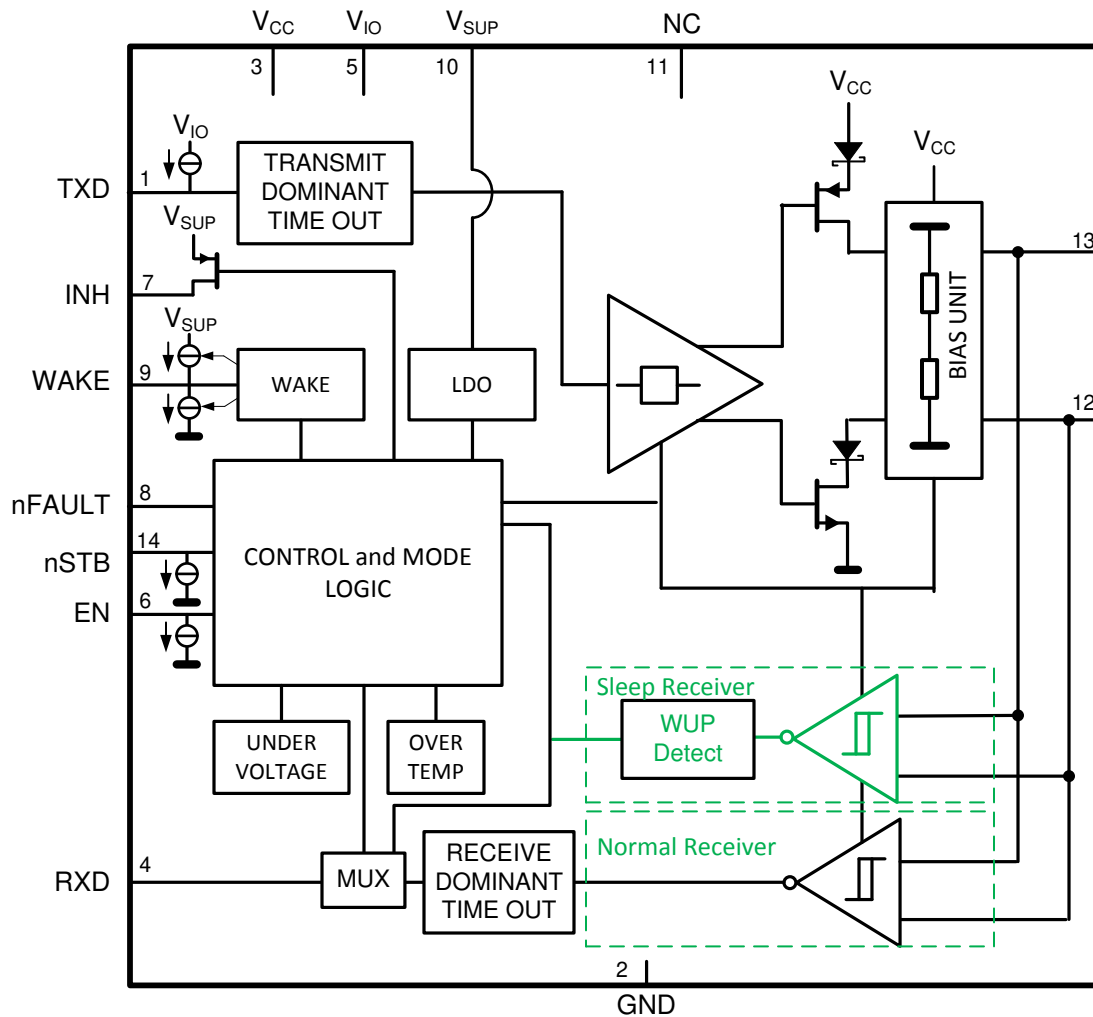 VCC VIO VSUP NC
3 5 10 11
VCC
VIO
VCC
TXD 1
TRANSMIT
DOMINANT
TIME OUT
VSUP
13
INH 7
BIAS UNIT
VSUP
WAKE 9
WAKE
LDO
12
nFAULT 8
nSTB 14
EN 6
CONTROL and MODE
LOGIC
Sleep Receiver
WUP
Detect
UNDER
VOLTAGE
OVER
TEMP
Normal Receiver
RXD 4
MUX
RECEIVE
DOMINANT
TIME OUT
2
GND